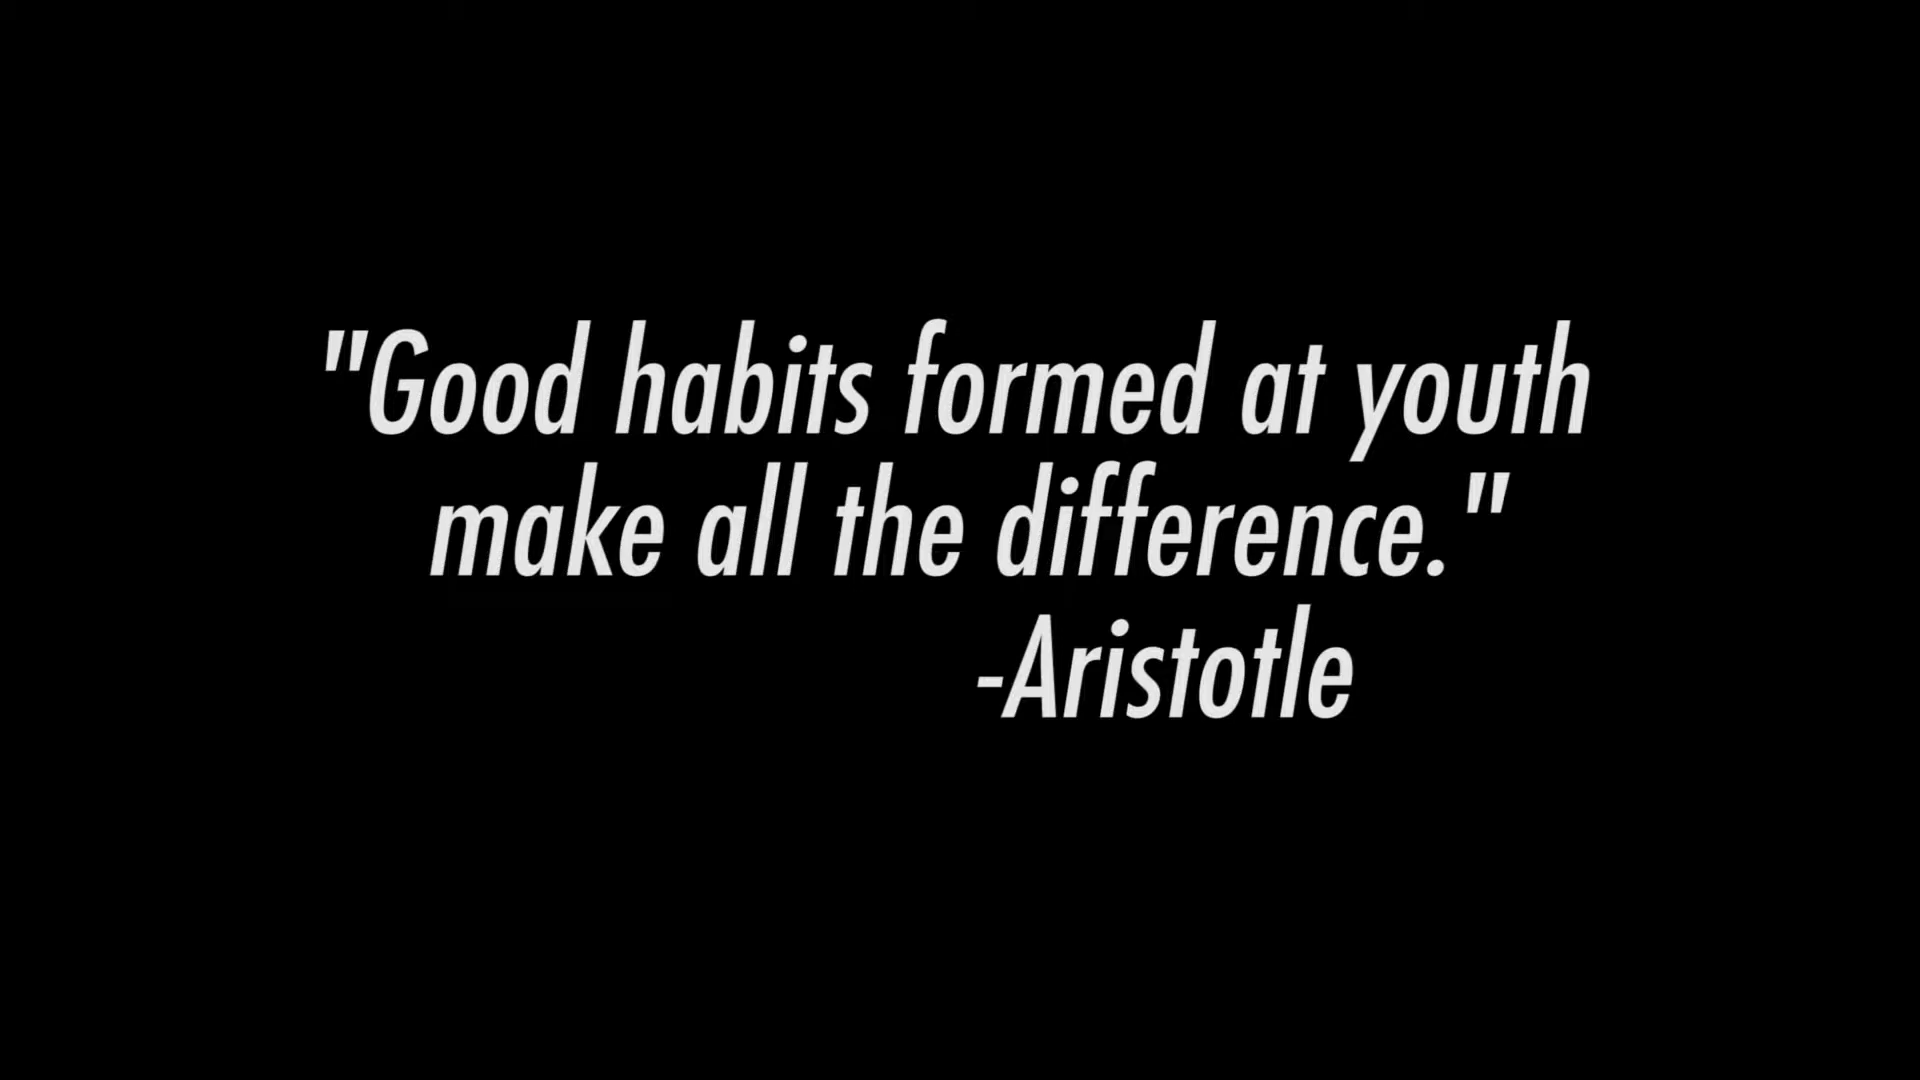 "Good habits formed at youth
make all the difference."
-Aristotle